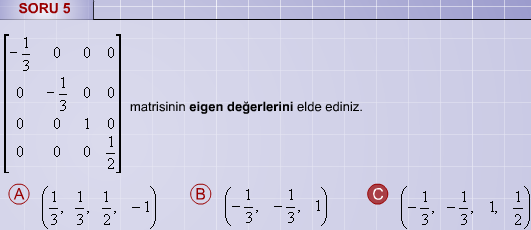 SORU 5
-1/3 0 0 0
0 -1/3 0 0
0 0 1 0
0 0 0 1/2
matrisinin eigen değerlerini elde ediniz.
A (1/3, 1/3, 1/2, -1) B (-1/3, -1/3, 1) C (-1/3, -1/3, 1, 1/2)